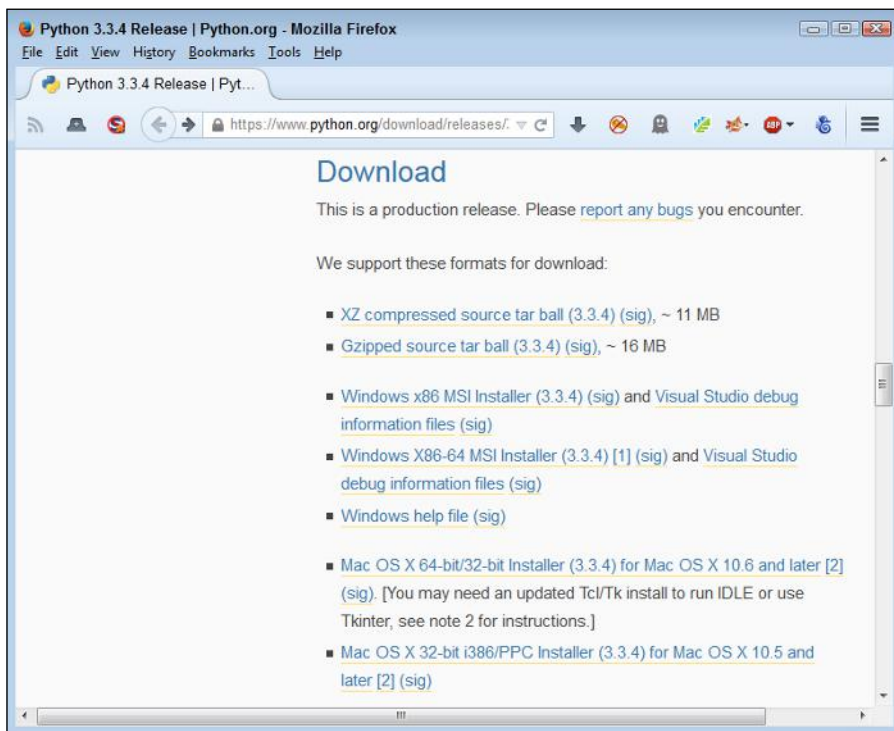 Python 3.3.4 Release | Python.org - Mozilla Firefox
File Edit View History Bookmarks Tools Help
Python 3.3.4 Release | Pyt...
https://www.python.org/download/releases/
ABP
Download
This is a production release. Please report any bugs you encounter.
We support these formats for download:
XZ compressed source tar ball (3.3.4) (sig), ~ 11 MB
Gzipped source tar ball (3.3.4) (sig), ~ 16 MB
Windows x86 MSI Installer (3.3.4) (sig) and Visual Studio debug
information files (sig)
Windows X86-64 MSI Installer (3.3.4) [1] (sig) and Visual Studio
debug information files (sig)
Windows help file (sig)
Mac OS X 64-bit/32-bit Installer (3.3.4) for Mac OS X 10.6 and later [2]
(sig). [You may need an updated Tcl/Tk install to run IDLE or use
Tkinter, see note 2 for instructions.]
Mac OS X 32-bit i386/PPC Installer (3.3.4) for Mac OS X 10.5 and
later [2] (sig)